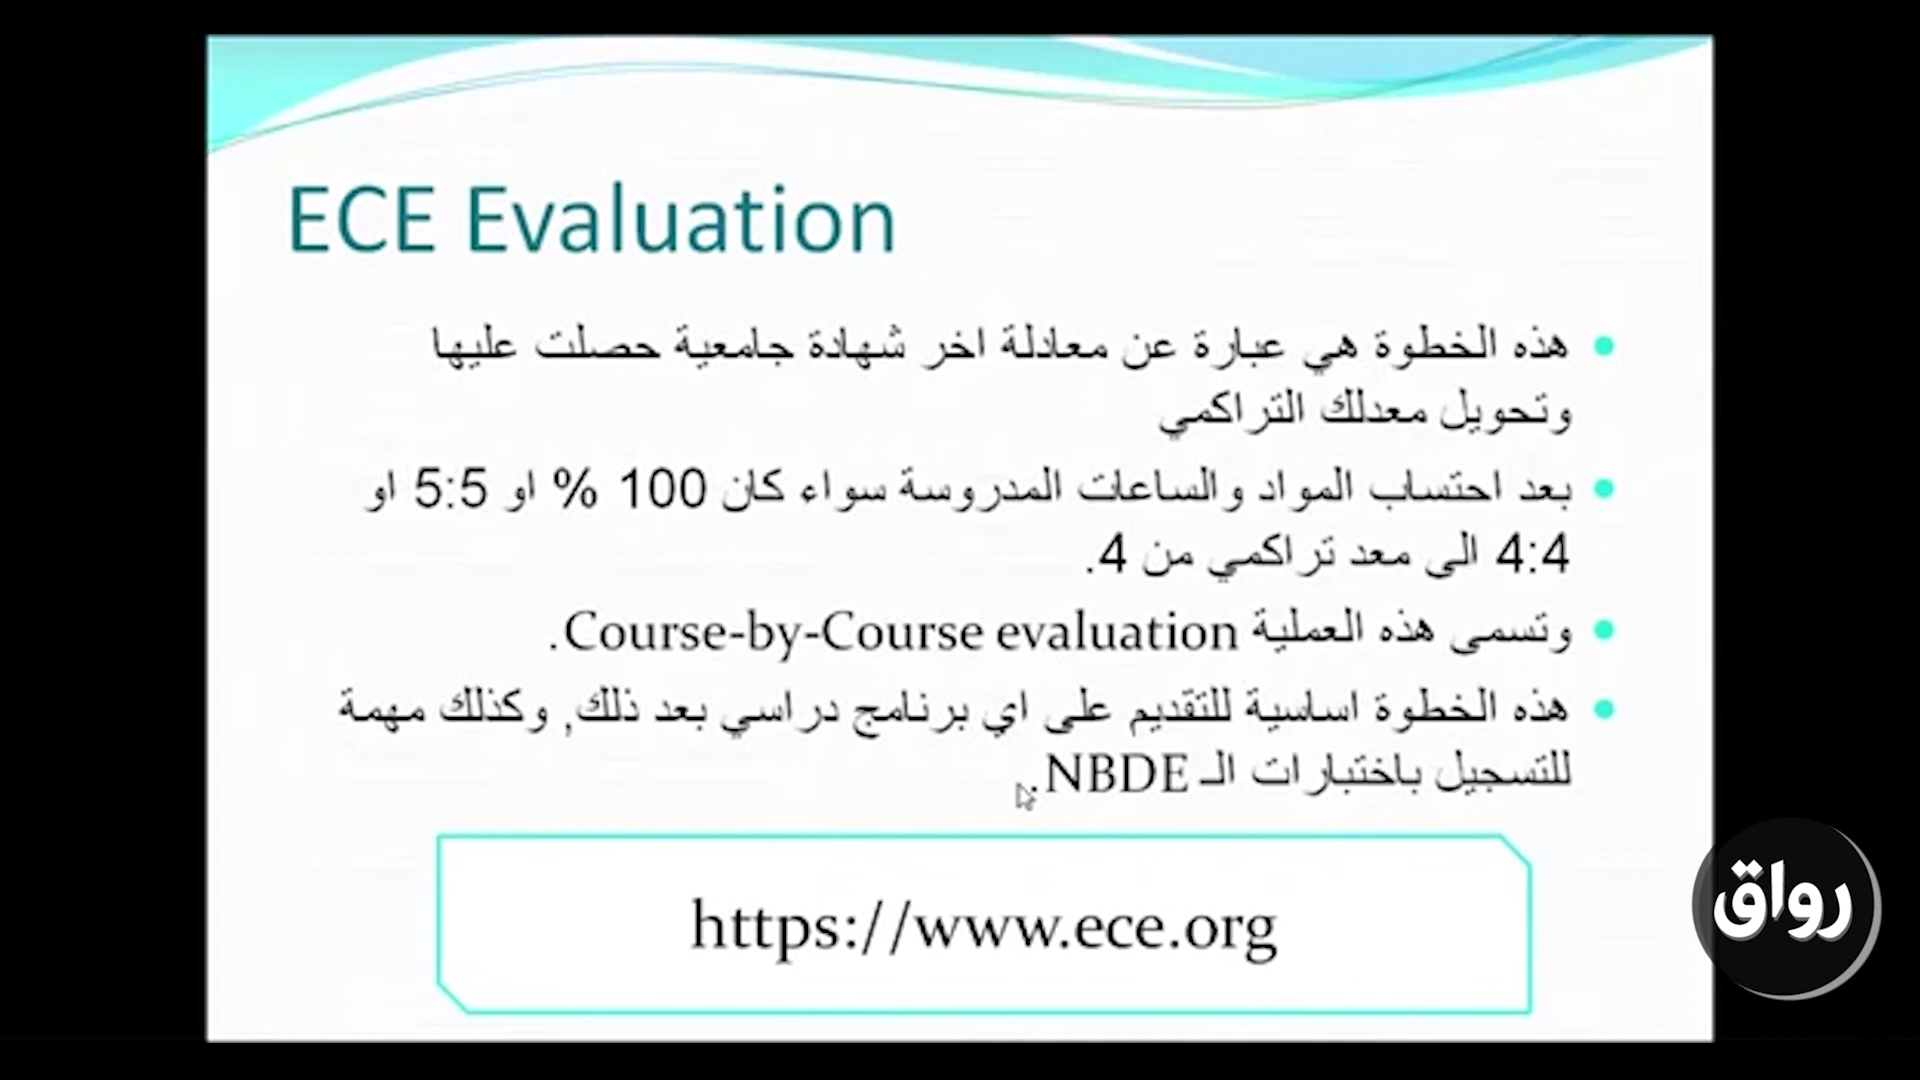 ECE Evaluation
هذه الخطوة هي عبارة عن معادلة اخر شهادة جامعية حصلت عليها
وتحويل معدلك التراكمي
بعد احتساب المواد والساعات المدروسة سواء كان 100 % او 5:5 او
4:4 الى معد تراكمي من 4.
وتسمى هذه العملية Course-by-Course evaluation.
هذه الخطوة اساسية للتقديم على اي برنامج دراسي بعد ذلك, وكذلك مهمة
للتسجيل باختبارات الـ NBDE.
https://www.ece.org
رواق